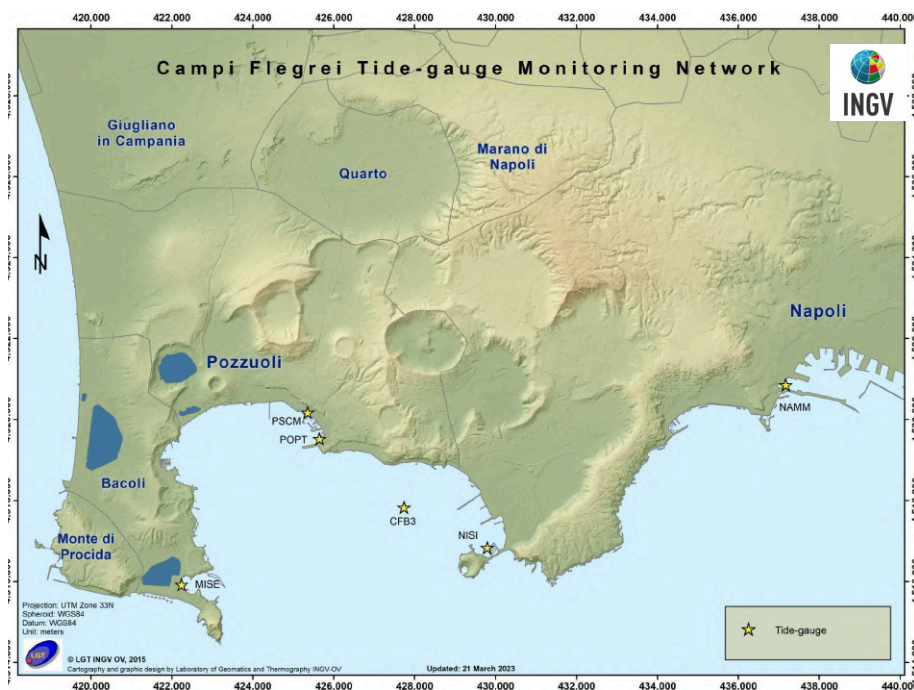 420.000 422.000 424.000 426.000 428.000 430.000 432.000 434.000 436.000 438.000 440.000
Campi Flegrei Tide-gauge Monitoring Network
INGV
Giugliano
in Campania
Quarto
Marano di
Napoli
N
Napoli
Pozzuoli
NAMM
PSCM
POPT
Bacoli
CFB3
NISI
Monte di
Procida
MISE
Projection: UTM Zone 33N
Spheroid: WGS84
Datum: WGS84
Unit: meters
Tide-gauge
LGT
© LGT INGV OV, 2015
Cartography and graphic design by Laboratory of Geomatics and Thermography INGV-OV
Updated: 21 March 2023
420.000 422.000 424.000 426.000 428.000 430.000 432.000 434.000 436.000 438.000 440.000